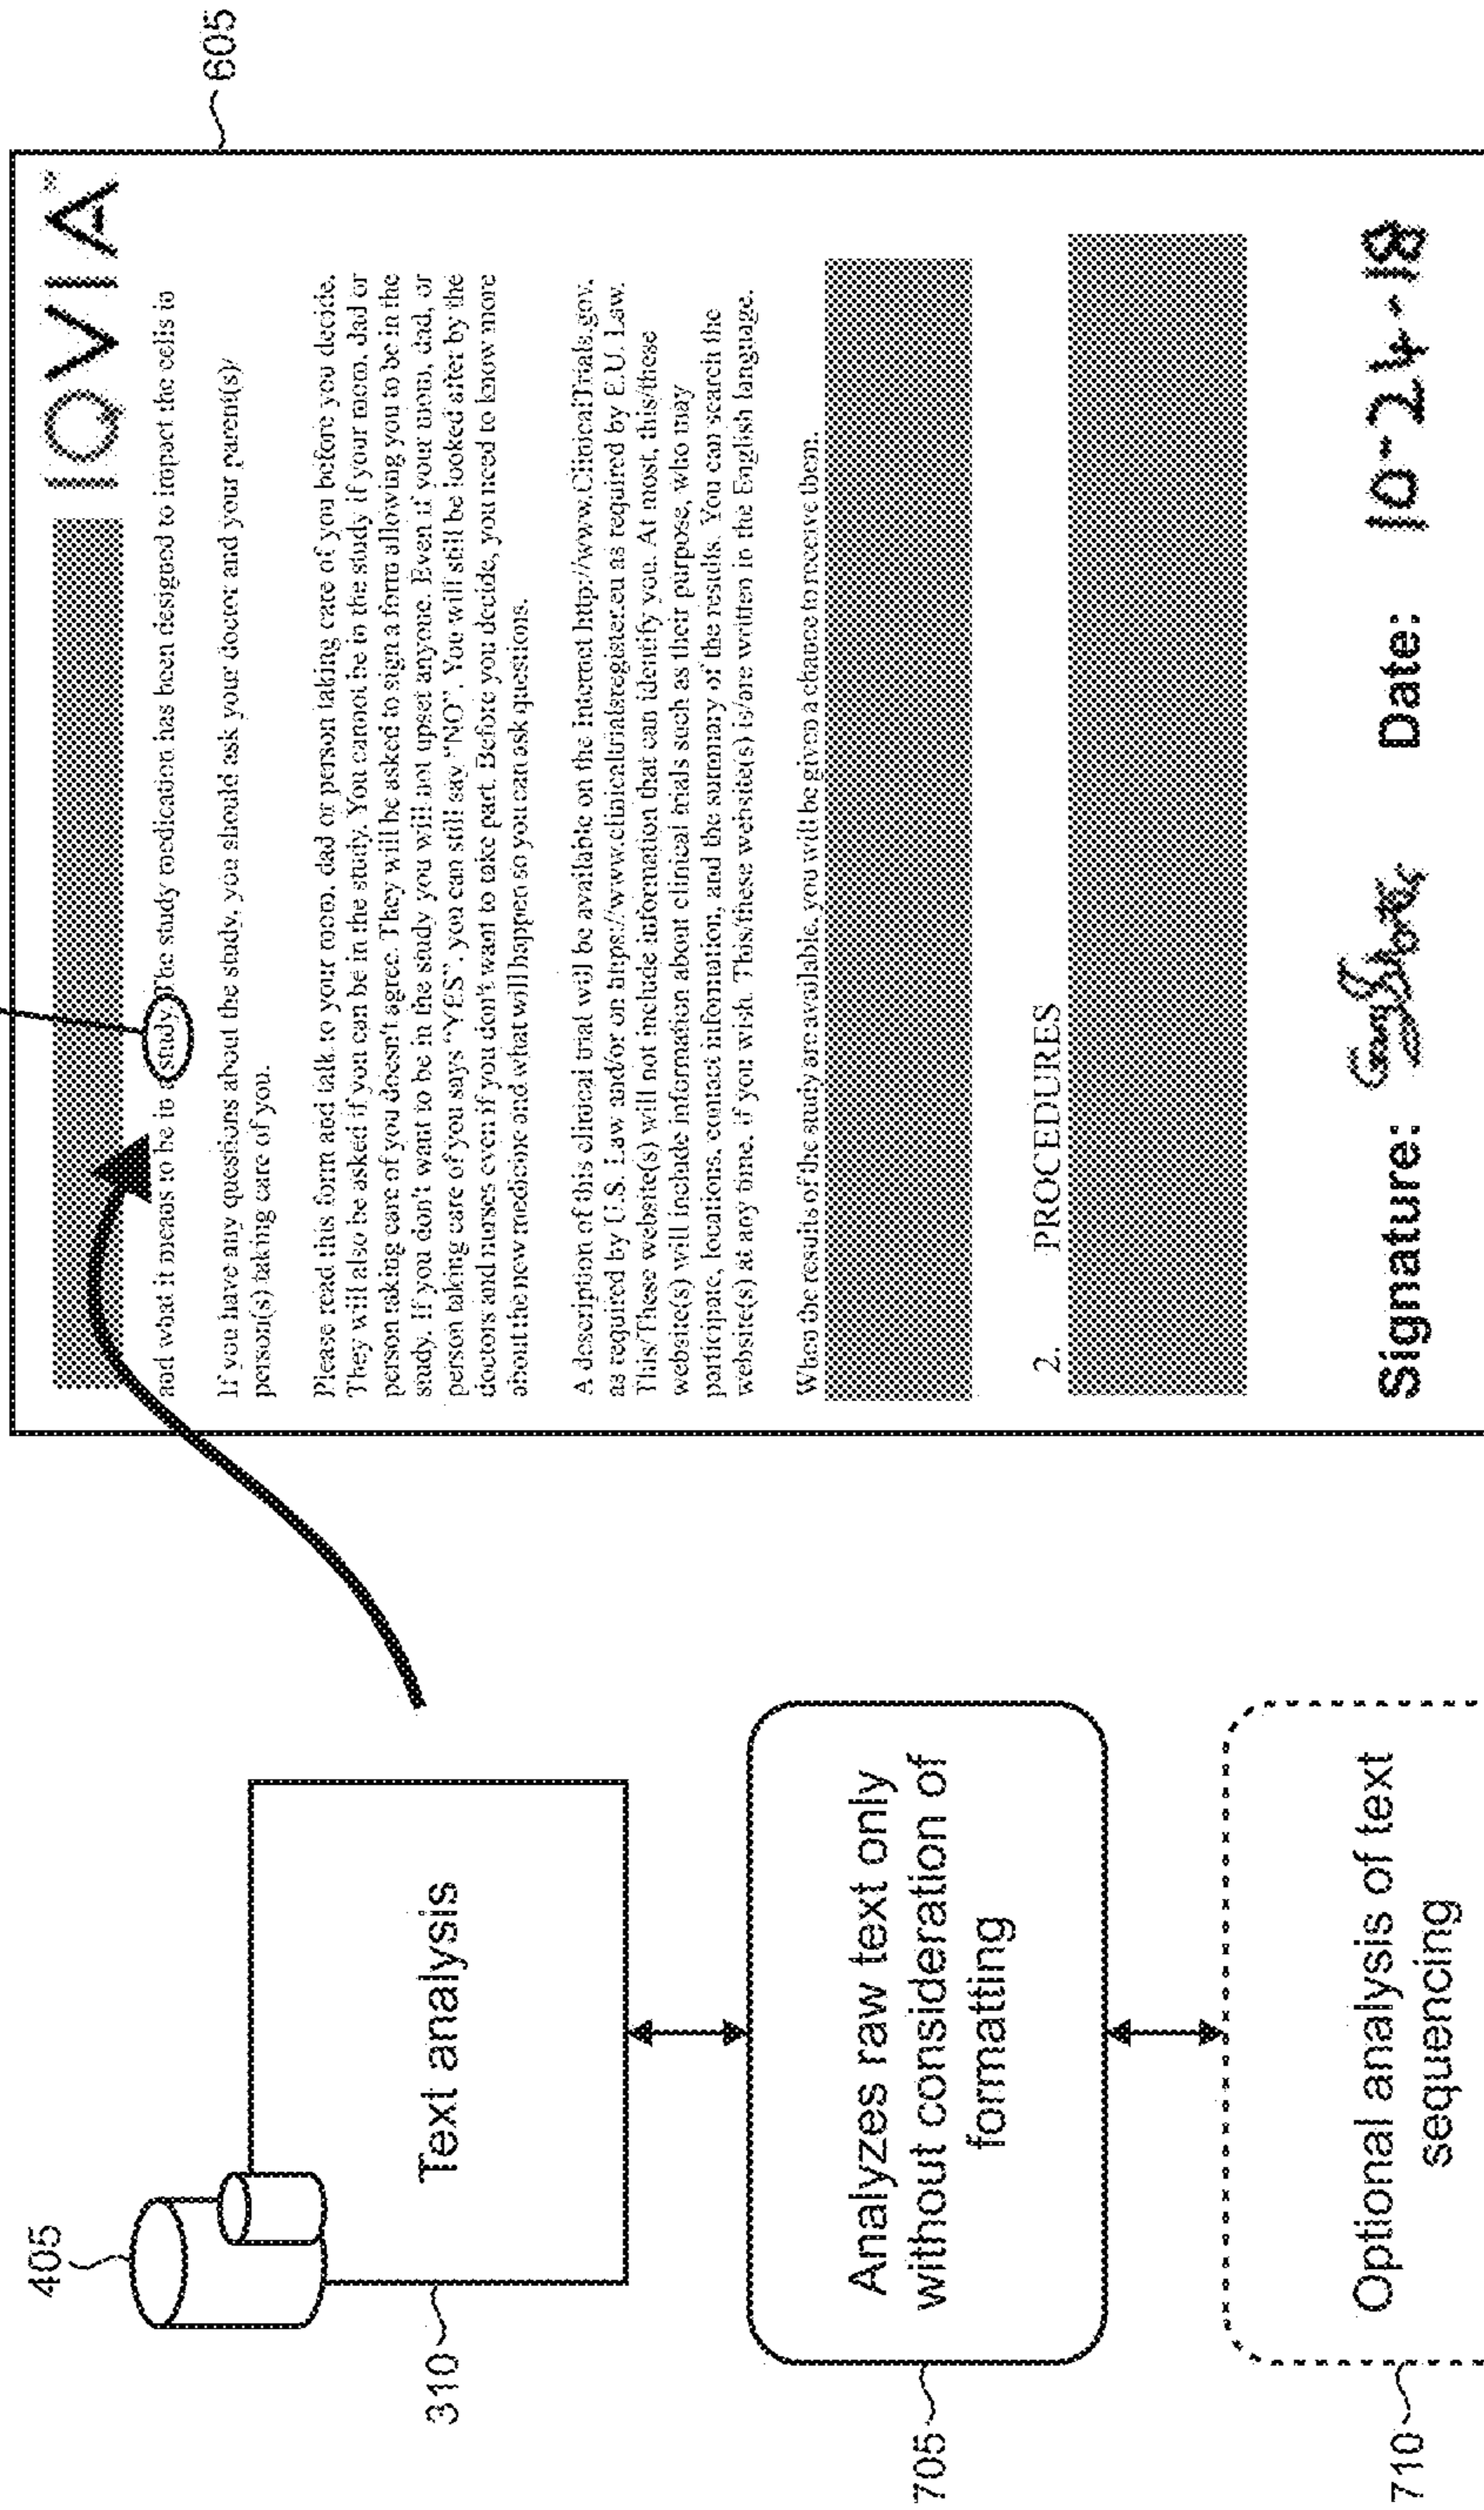 405
310
Text analysis
705
Analyzes raw text only
without consideration of
formatting
710
Optional analysis of text
sequencing
605
IQVIA
and what it means to be in a study. The study medication has been designed to impact the cells to
If you have any questions about the study, you should ask your doctor and your parent(s)/
person(s) taking care of you.
Please read this form and talk to your mom, dad or person taking care of you before you decide.
They will also be asked if you can be in the study. You cannot be in the study if your mom, dad or
person taking care of you doesn't agree. They will be asked to sign a form allowing you to be in the
study. If you don't want to be in the study you will not upset anyone. Even if your mom, dad, or
person taking care of you says "YES", you can still say "NO". You will still be looked after by the
doctors and nurses even if you don't want to take part. Before you decide, you need to know more
about the new medicine and what will happen so you can ask questions.
A description of this clinical trial will be available on the Internet http://www.ClinicalTrials.gov,
as required by U.S. Law and/or on https://www.clinicaltrialsregister.eu as required by E.U. Law.
This/These website(s) will not include information that can identify you. At most, this/these
website(s) will include information about clinical trials such as their purpose, who may
participate, locations, contact information, and the summary of the results. You can search the
website(s) at any time, if you wish. This/these website(s) is/are written in the English language.
When the results of the study are available, you will be given a chance to receive them.
2. PROCEDURES
Signature: Date: 10-24-18